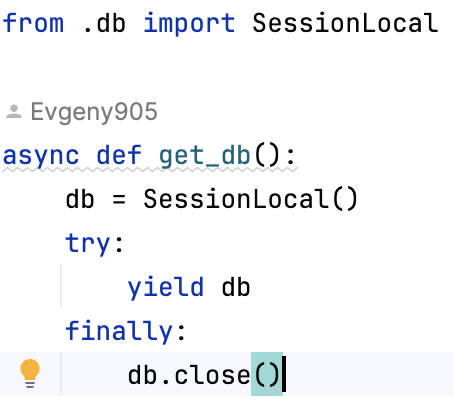 from .db import SessionLocal
Evgeny905
async def get_db():
    db = SessionLocal()
    try:
        yield db
    finally:
        db.close()